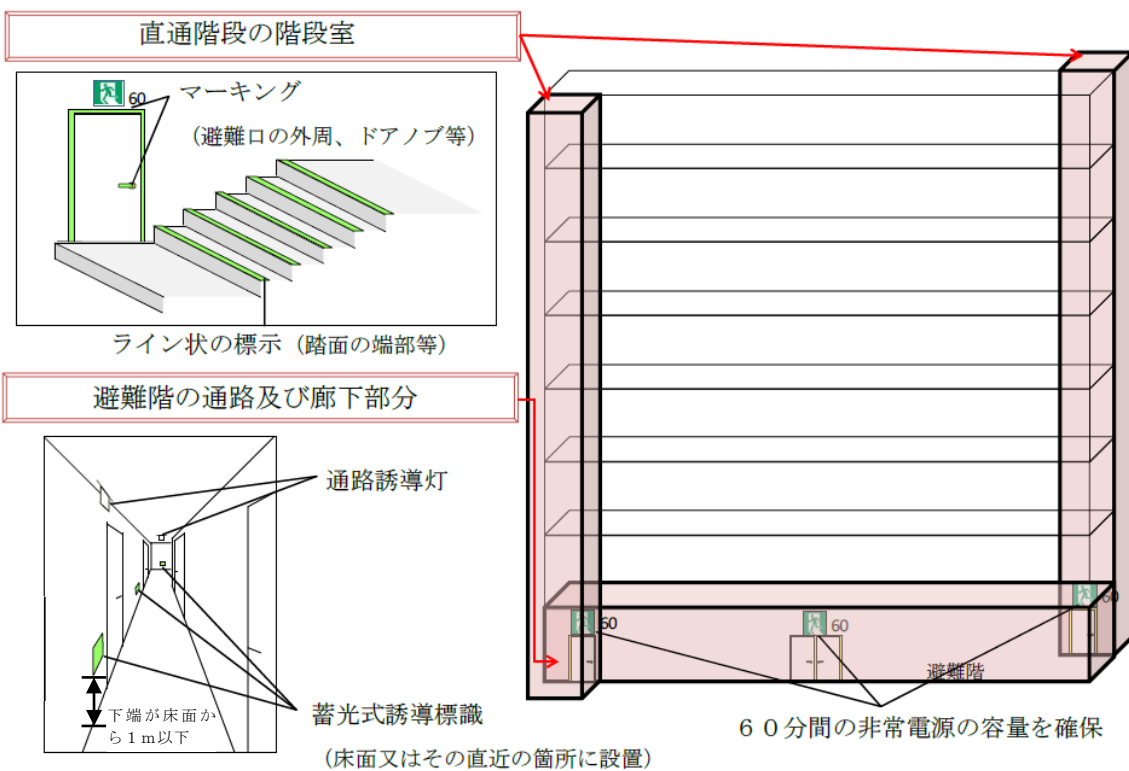 直通階段の階段室
60
マーキング
(避難口の外周、ドアノブ等)
ライン状の標示(踏面の端部等)
避難階の通路及び廊下部分
通路誘導灯
下端が床面か
ら1m以下
蓄光式誘導標識
(床面又はその直近の箇所に設置)
60
60
60
避難階
60分間の非常電源の容量を確保